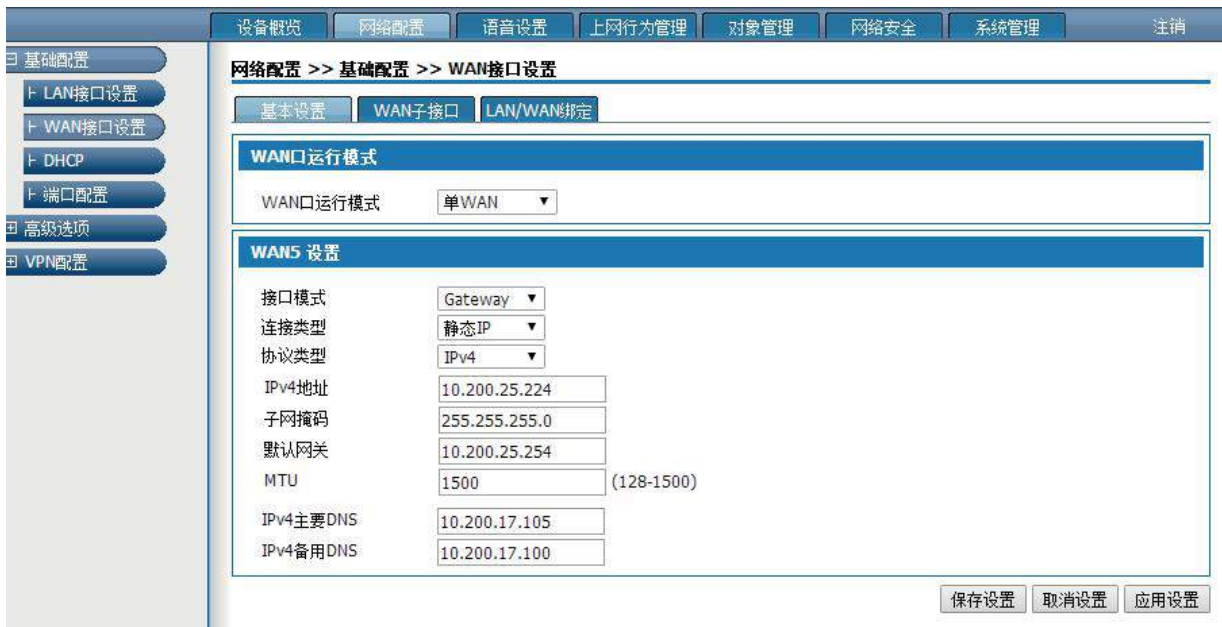 设备概览 网络配置 语音设置 上网行为管理 对象管理 网络安全 系统管理 注销
基础配置
LAN接口设置
WAN接口设置
DHCP
端口配置
高级选项
VPN配置
网络配置 >> 基础配置 >> WAN接口设置
基本设置 WAN子接口 LAN/WAN绑定
WAN口运行模式
WAN口运行模式 单WAN
WAN5 设置
接口模式 Gateway
连接类型 静态IP
协议类型 IPv4
IPv4地址 10.200.25.224
子网掩码 255.255.255.0
默认网关 10.200.25.254
MTU 1500 (128-1500)
IPv4主要DNS 10.200.17.105
IPv4备用DNS 10.200.17.100
保存设置 取消设置 应用设置